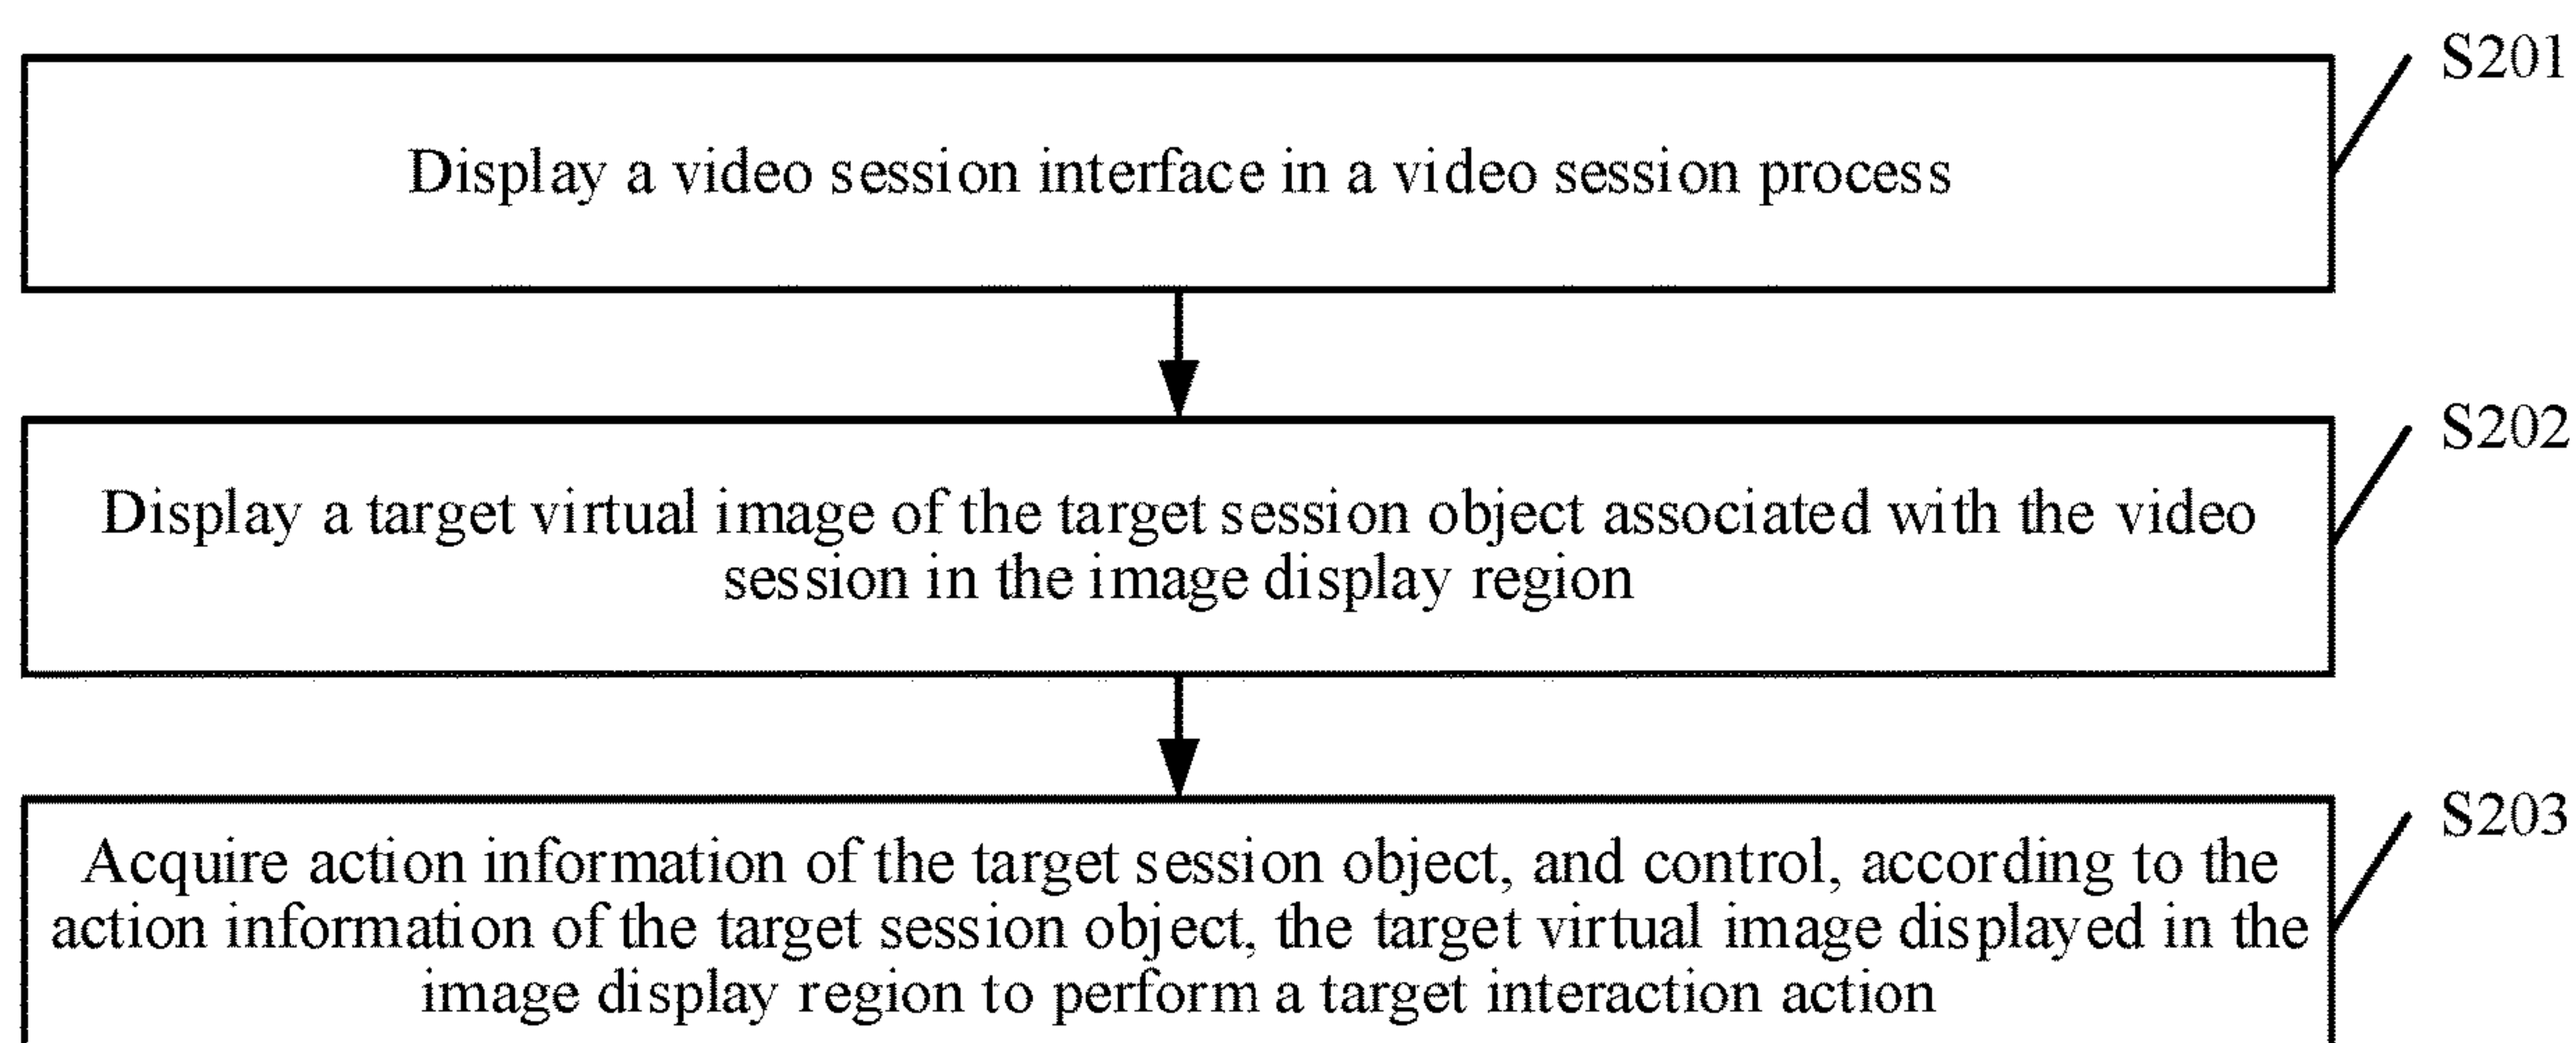 S201
Display a video session interface in a video session process
S202
Display a target virtual image of the target session object associated with the video
session in the image display region
S203
Acquire action information of the target session object, and control, according to the
action information of the target session object, the target virtual image displayed in the
image display region to perform a target interaction action